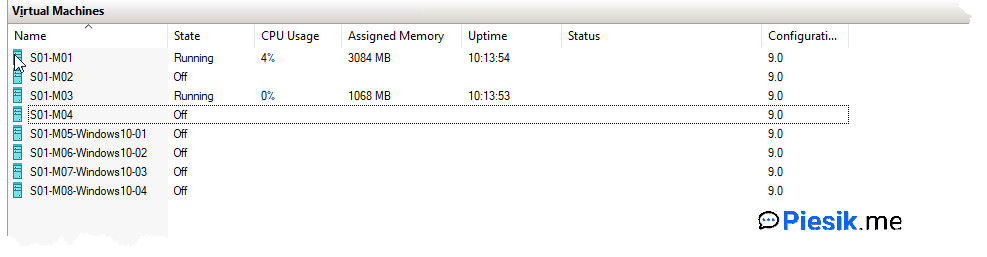 Virtual Machines
Name State CPU Usage Assigned Memory Uptime Status Configurati...
S01-M01 Running 4% 3084 MB 10:13:54 9.0
S01-M02 Off 9.0
S01-M03 Running 0% 1068 MB 10:13:53 9.0
S01-M04 Off 9.0
S01-M05-Windows10-01 Off 9.0
S01-M06-Windows10-02 Off 9.0
S01-M07-Windows10-03 Off 9.0
S01-M08-Windows10-04 Off 9.0
Piesik.me